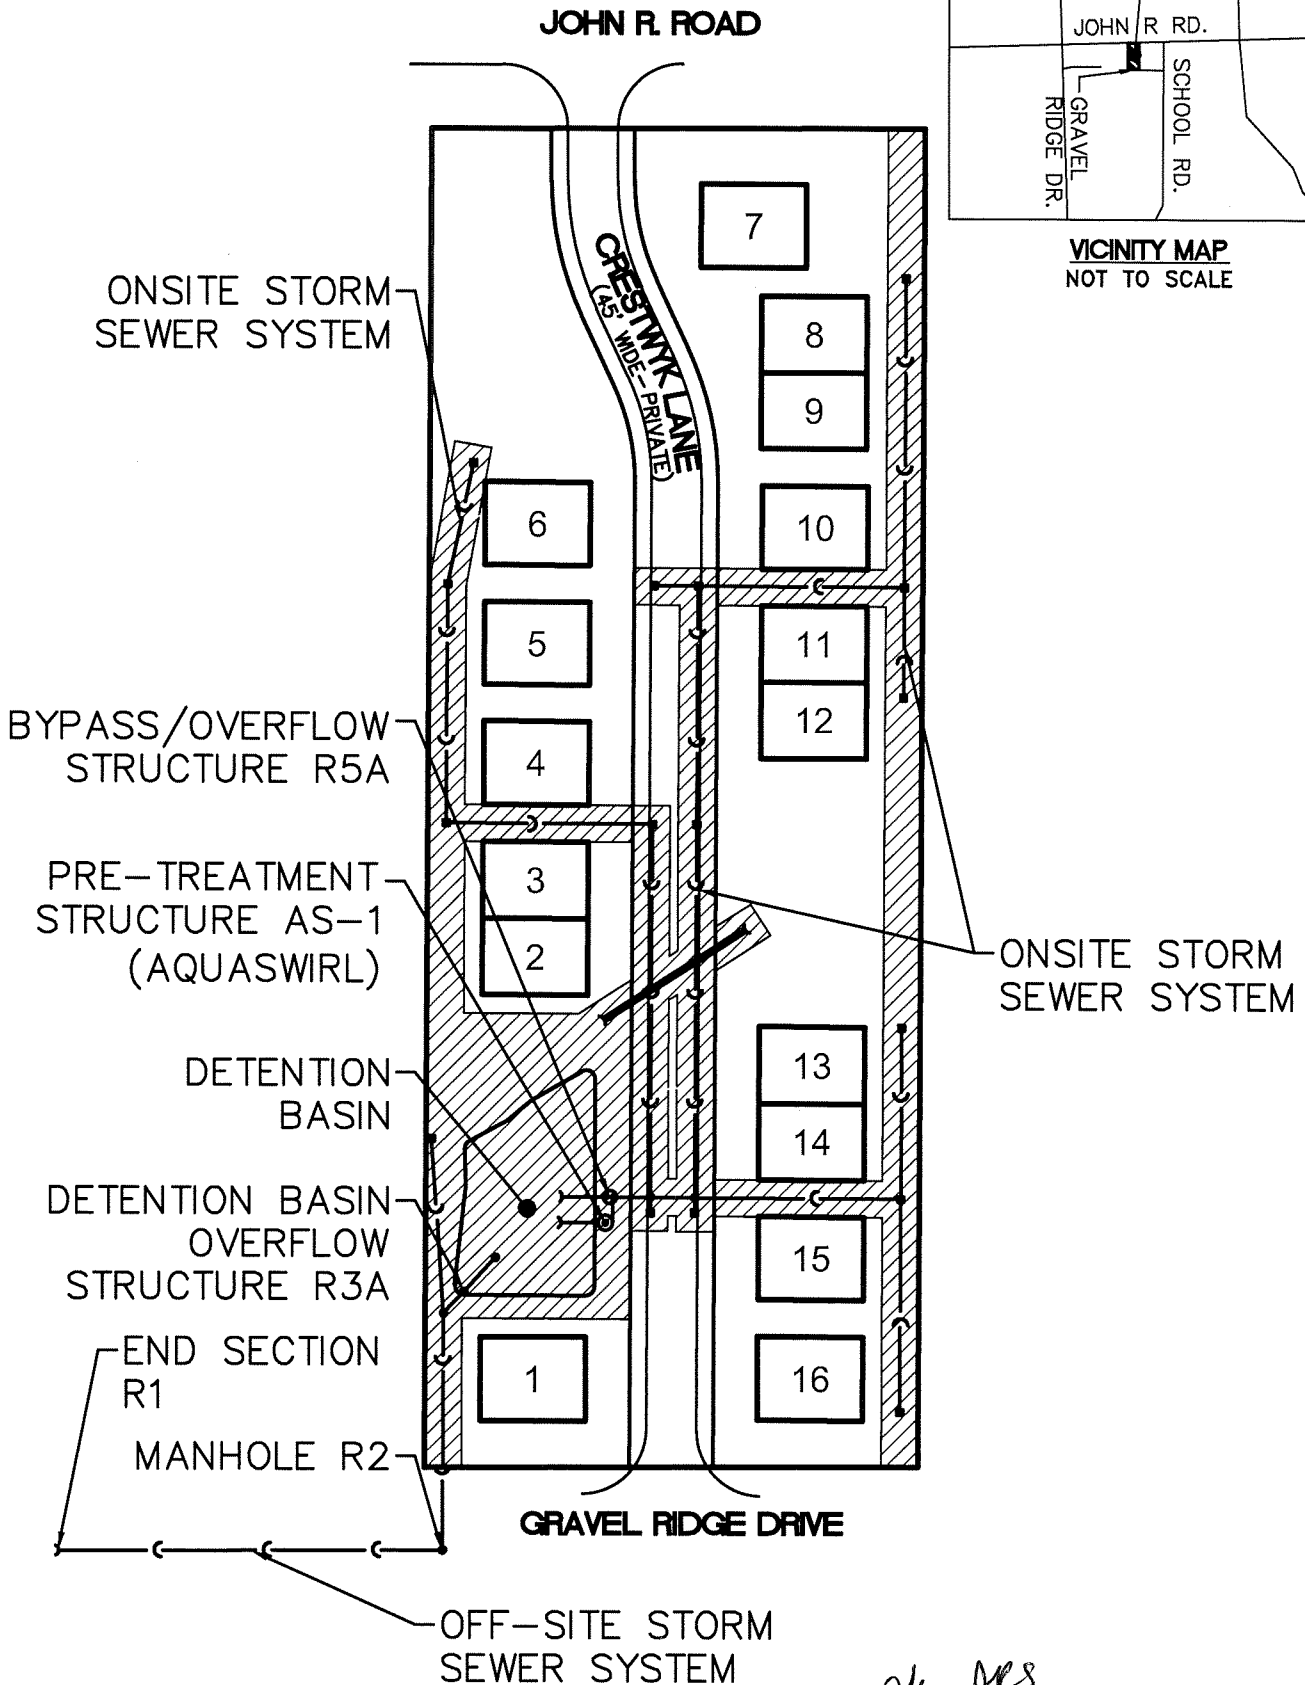 JOHN R. ROAD
JOHN R RD.
SCHOOL RD.
GRAVEL
RIDGE DR.
VICINITY MAP
NOT TO SCALE
CRESTWYK LANE
(45' WIDE-PRIVATE)
ONSITE STORM
SEWER SYSTEM
7
8
9
6
10
5
11
BYPASS/OVERFLOW
STRUCTURE R5A
12
4
PRE-TREATMENT
STRUCTURE AS-1
(AQUASWIRL)
3
2
ONSITE STORM
SEWER SYSTEM
DETENTION
BASIN
13
14
DETENTION BASIN
OVERFLOW
STRUCTURE R3A
15
END SECTION
R1
1
16
MANHOLE R2
GRAVEL RIDGE DRIVE
OFF-SITE STORM
SEWER SYSTEM